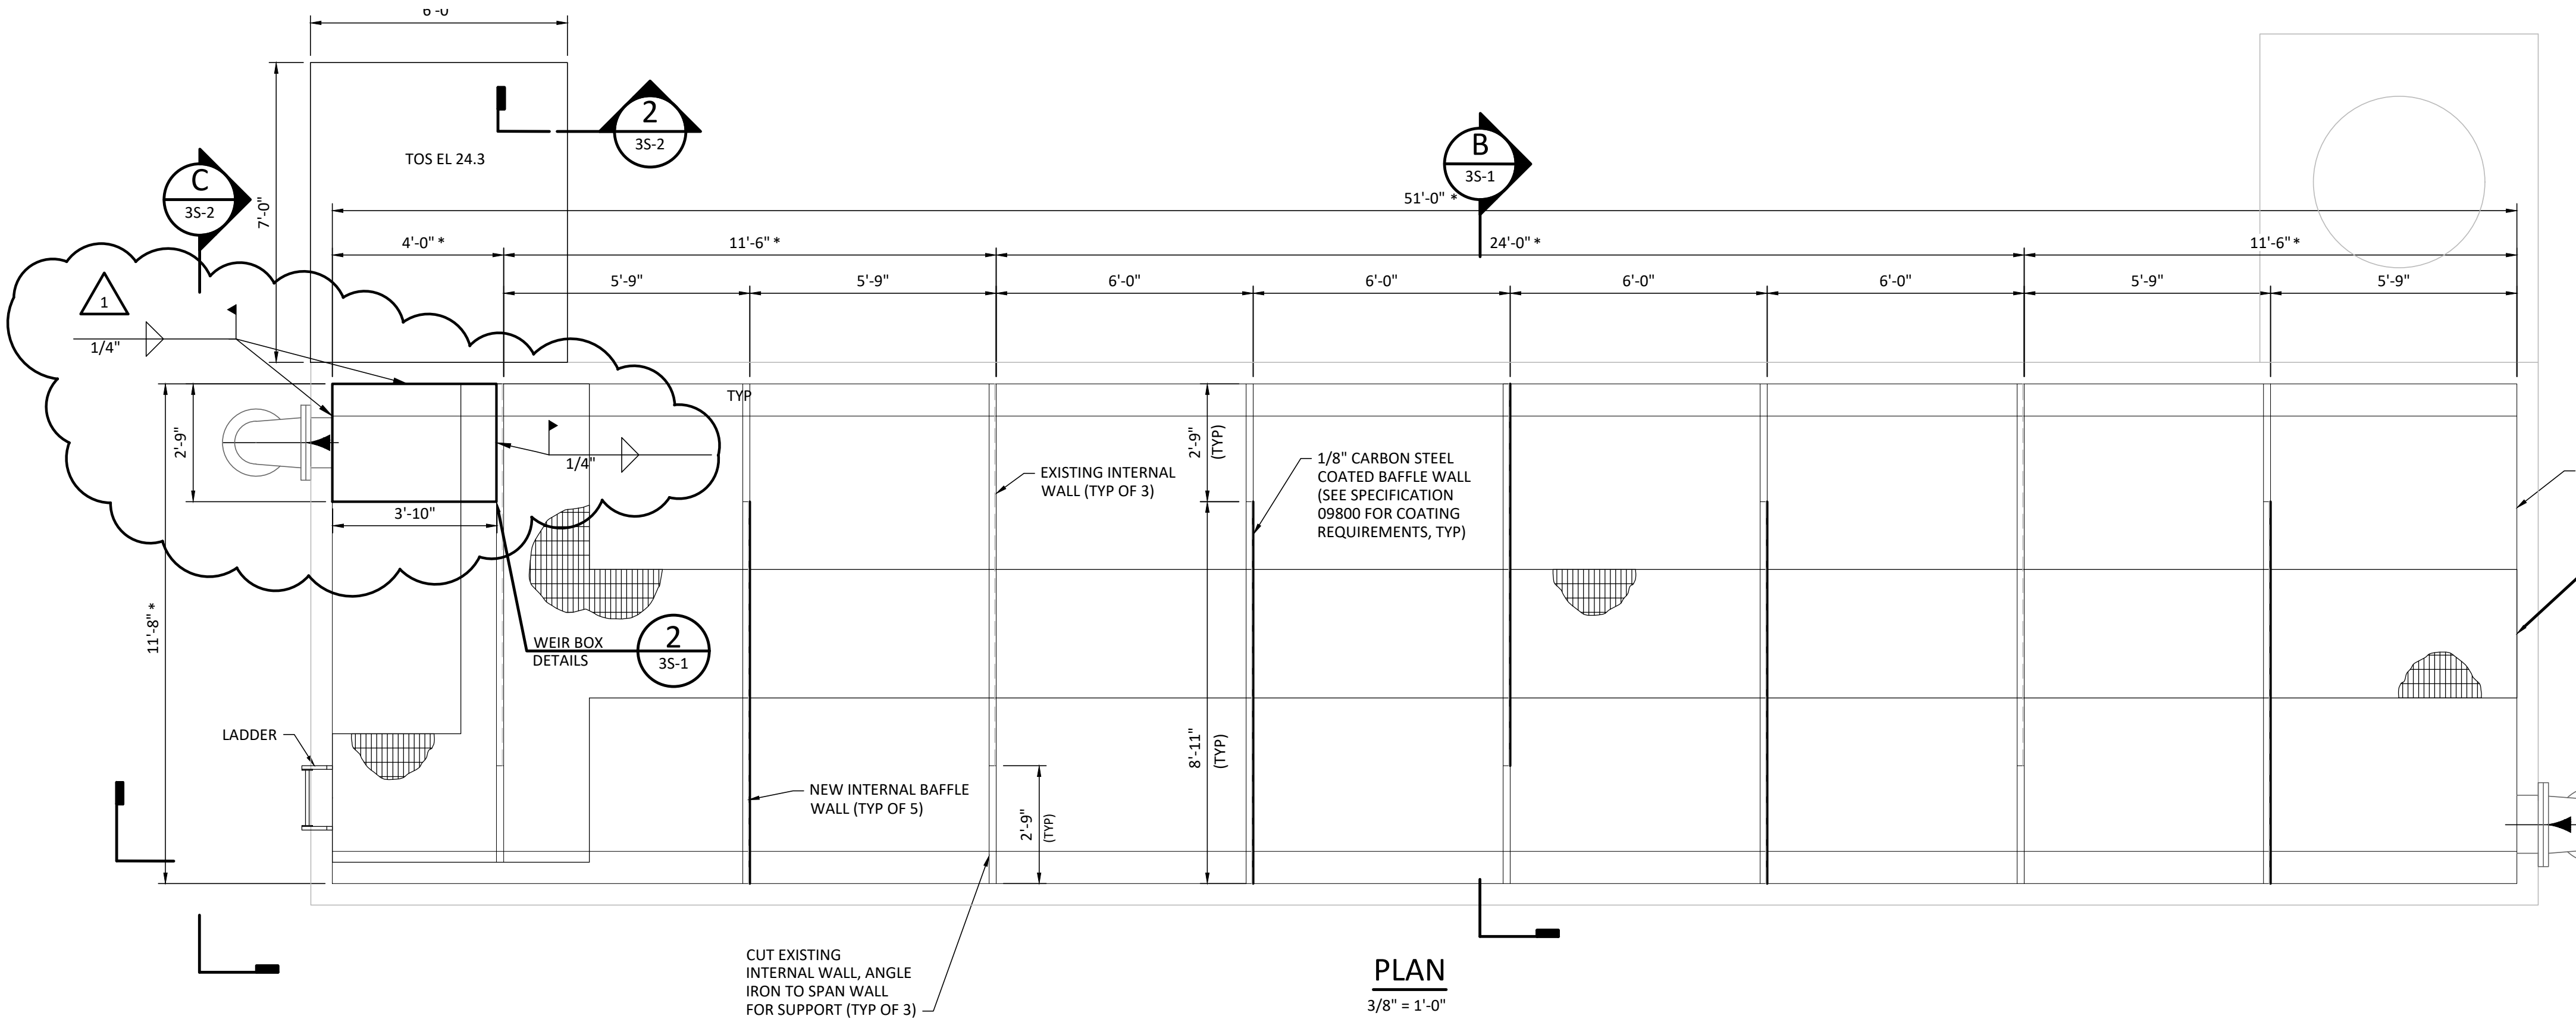 6'-0"
2
3S-2
TOS EL 24.3
C
3S-2
7'-0"
B
3S-1
51'-0" *
4'-0" *
11'-6" *
24'-0" *
11'-6" *
5'-9"
5'-9"
6'-0"
6'-0"
6'-0"
6'-0"
5'-9"
5'-9"
1
1/4"
TYP
2'-9"
1/4"
3'-10"
2'-9"
(TYP)
EXISTING INTERNAL
WALL (TYP OF 3)
1/8" CARBON STEEL
COATED BAFFLE WALL
(SEE SPECIFICATION
09800 FOR COATING
REQUIREMENTS, TYP)
11'-8" *
WEIR BOX
DETAILS
2
3S-1
LADDER
8'-11"
(TYP)
NEW INTERNAL BAFFLE
WALL (TYP OF 5)
2'-9"
(TYP)
CUT EXISTING
INTERNAL WALL, ANGLE
IRON TO SPAN WALL
FOR SUPPORT (TYP OF 3)
PLAN
3/8" = 1'-0"